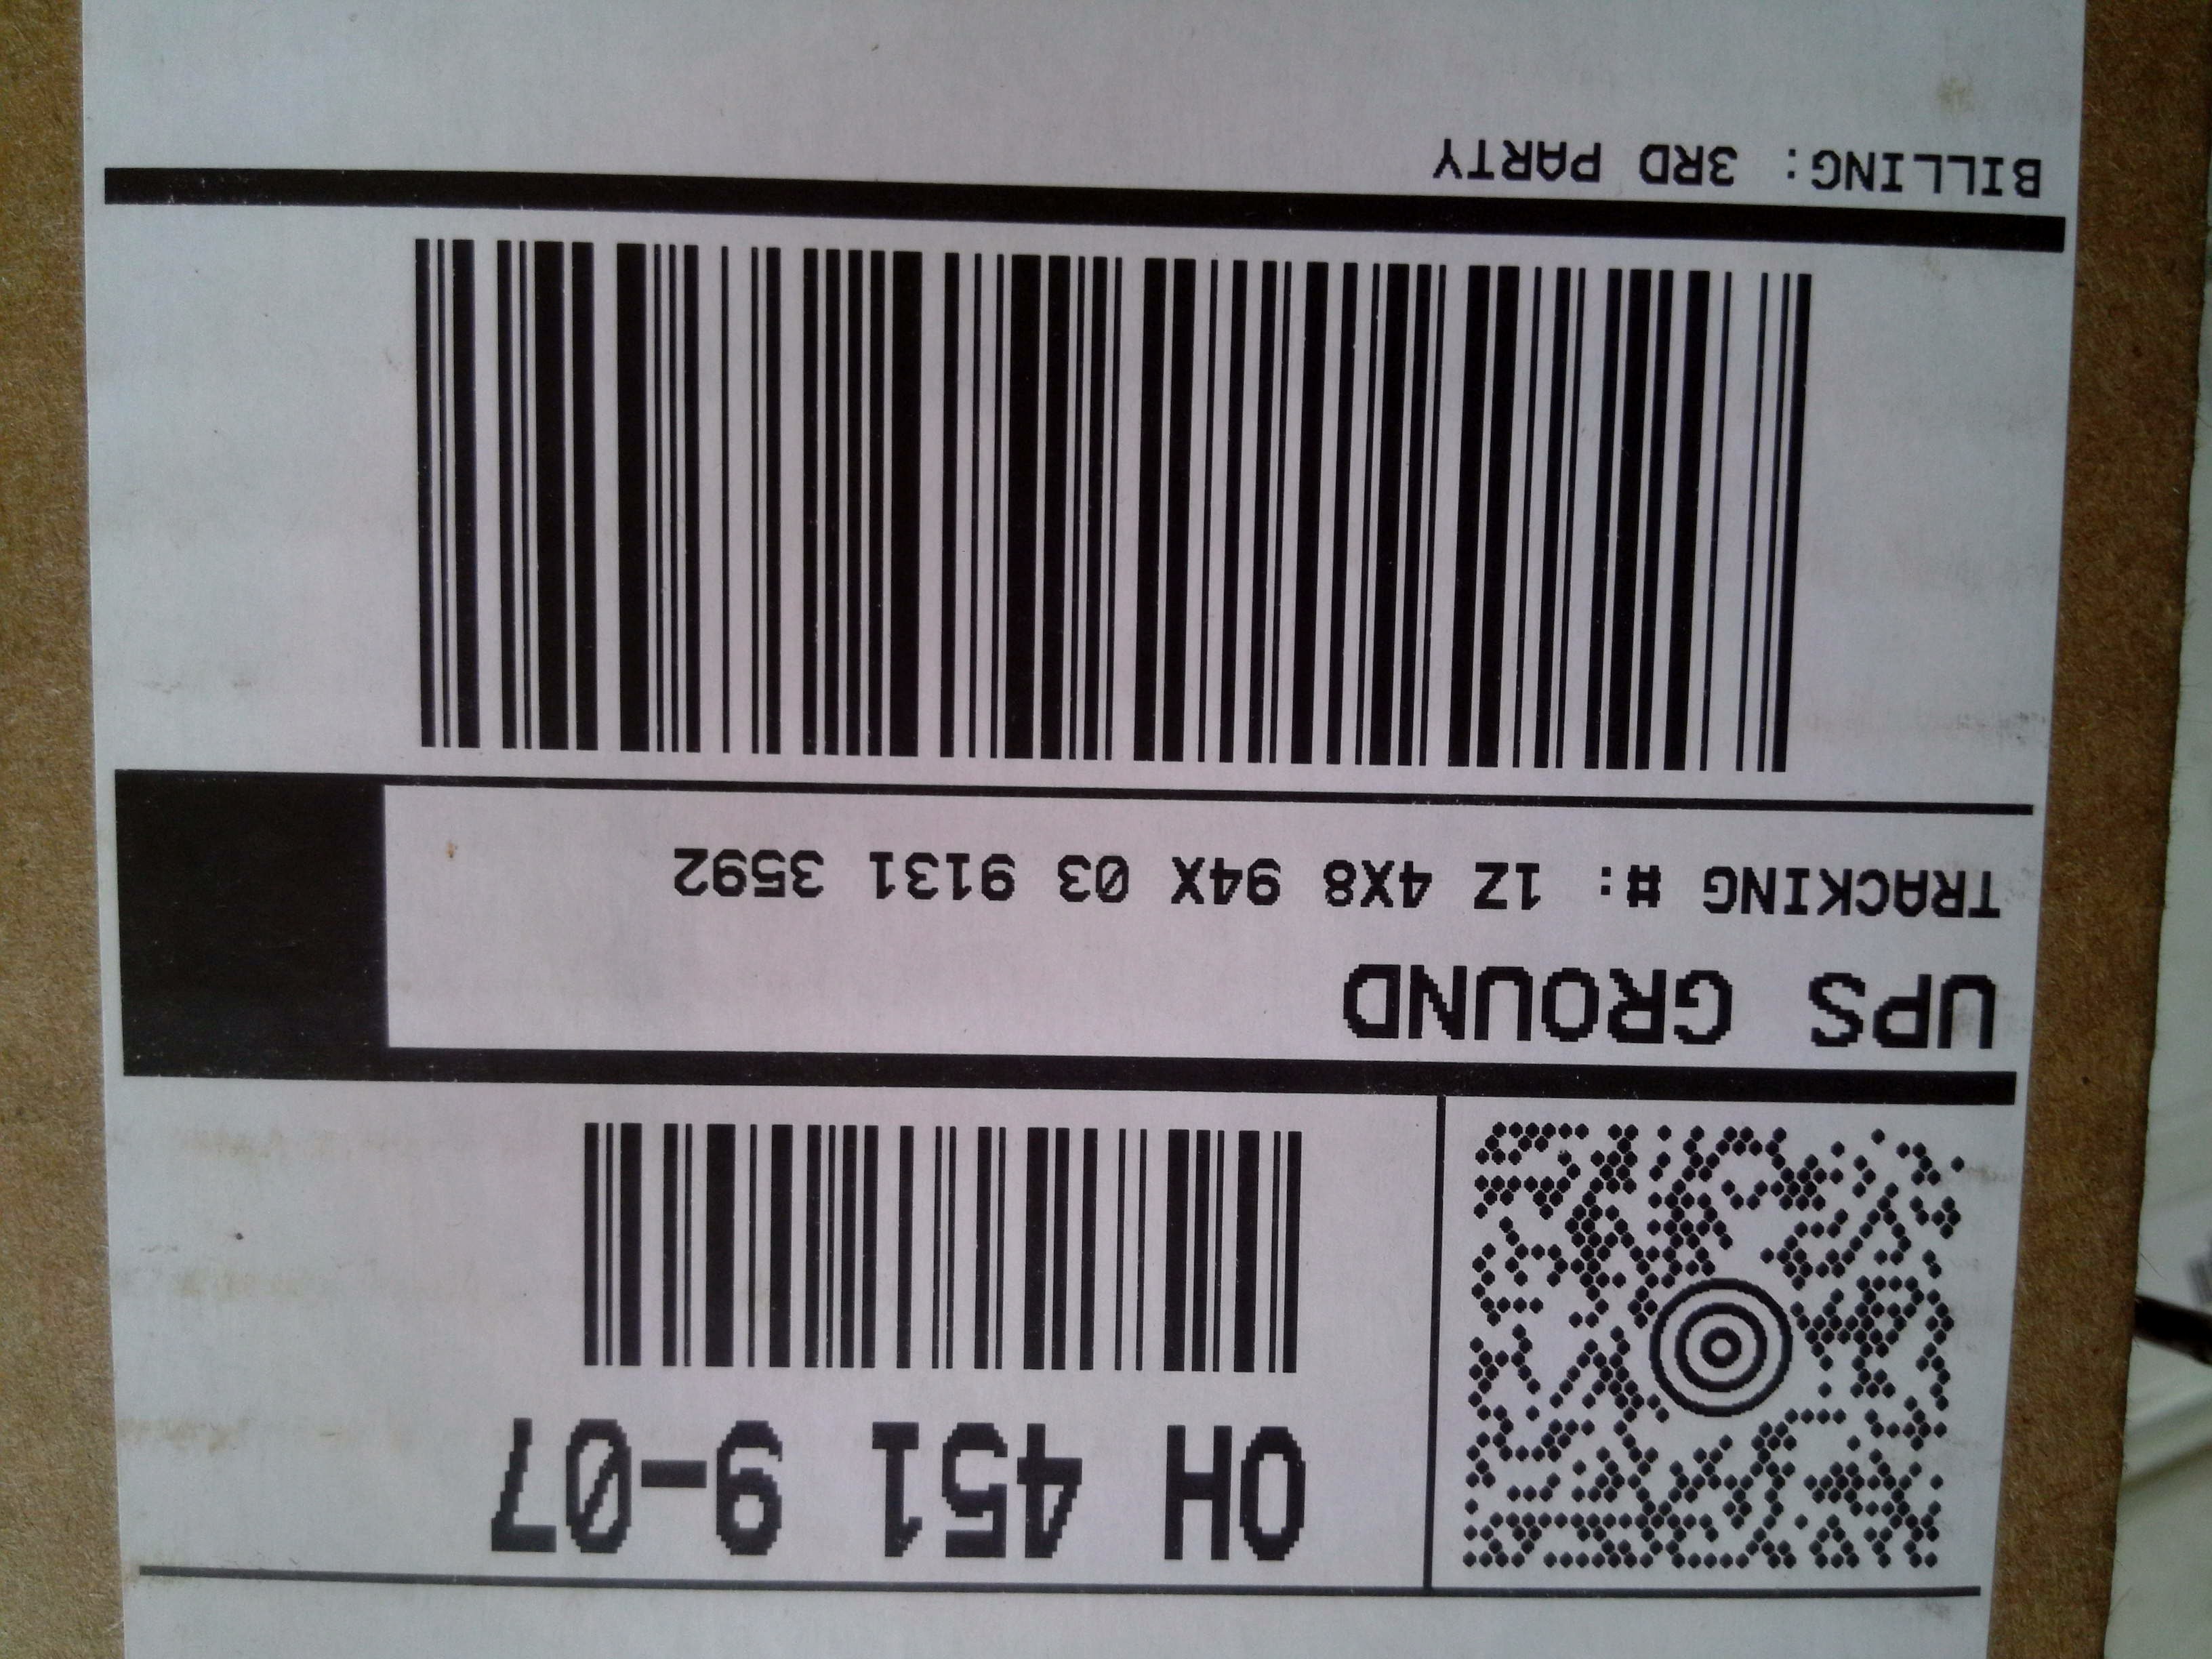 OH 451 9-07
UPS GROUND
TRACKING #: 1Z 4X8 94X 03 9131 3592
BILLING: 3RD PARTY